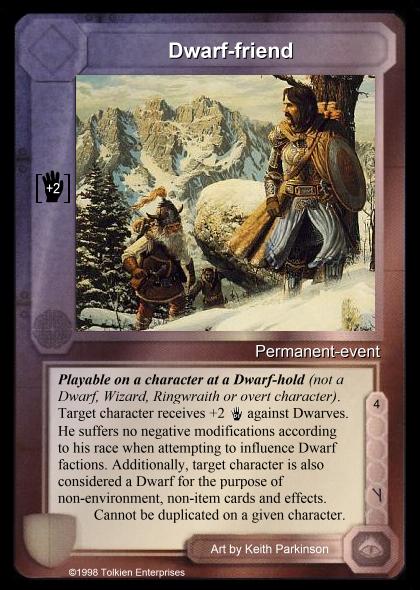 Dwarf-friend
[+2]
Permanent-event
Playable on a character at a Dwarf-hold (not a
Dwarf, Wizard, Ringwraith or overt character).
Target character receives +2 against Dwarves.
He suffers no negative modifications according
to his race when attempting to influence Dwarf
factions. Additionally, target character is also
considered a Dwarf for the purpose of
non-environment, non-item cards and effects.
Cannot be duplicated on a given character.
4
Art by Keith Parkinson
©1998 Tolkien Enterprises